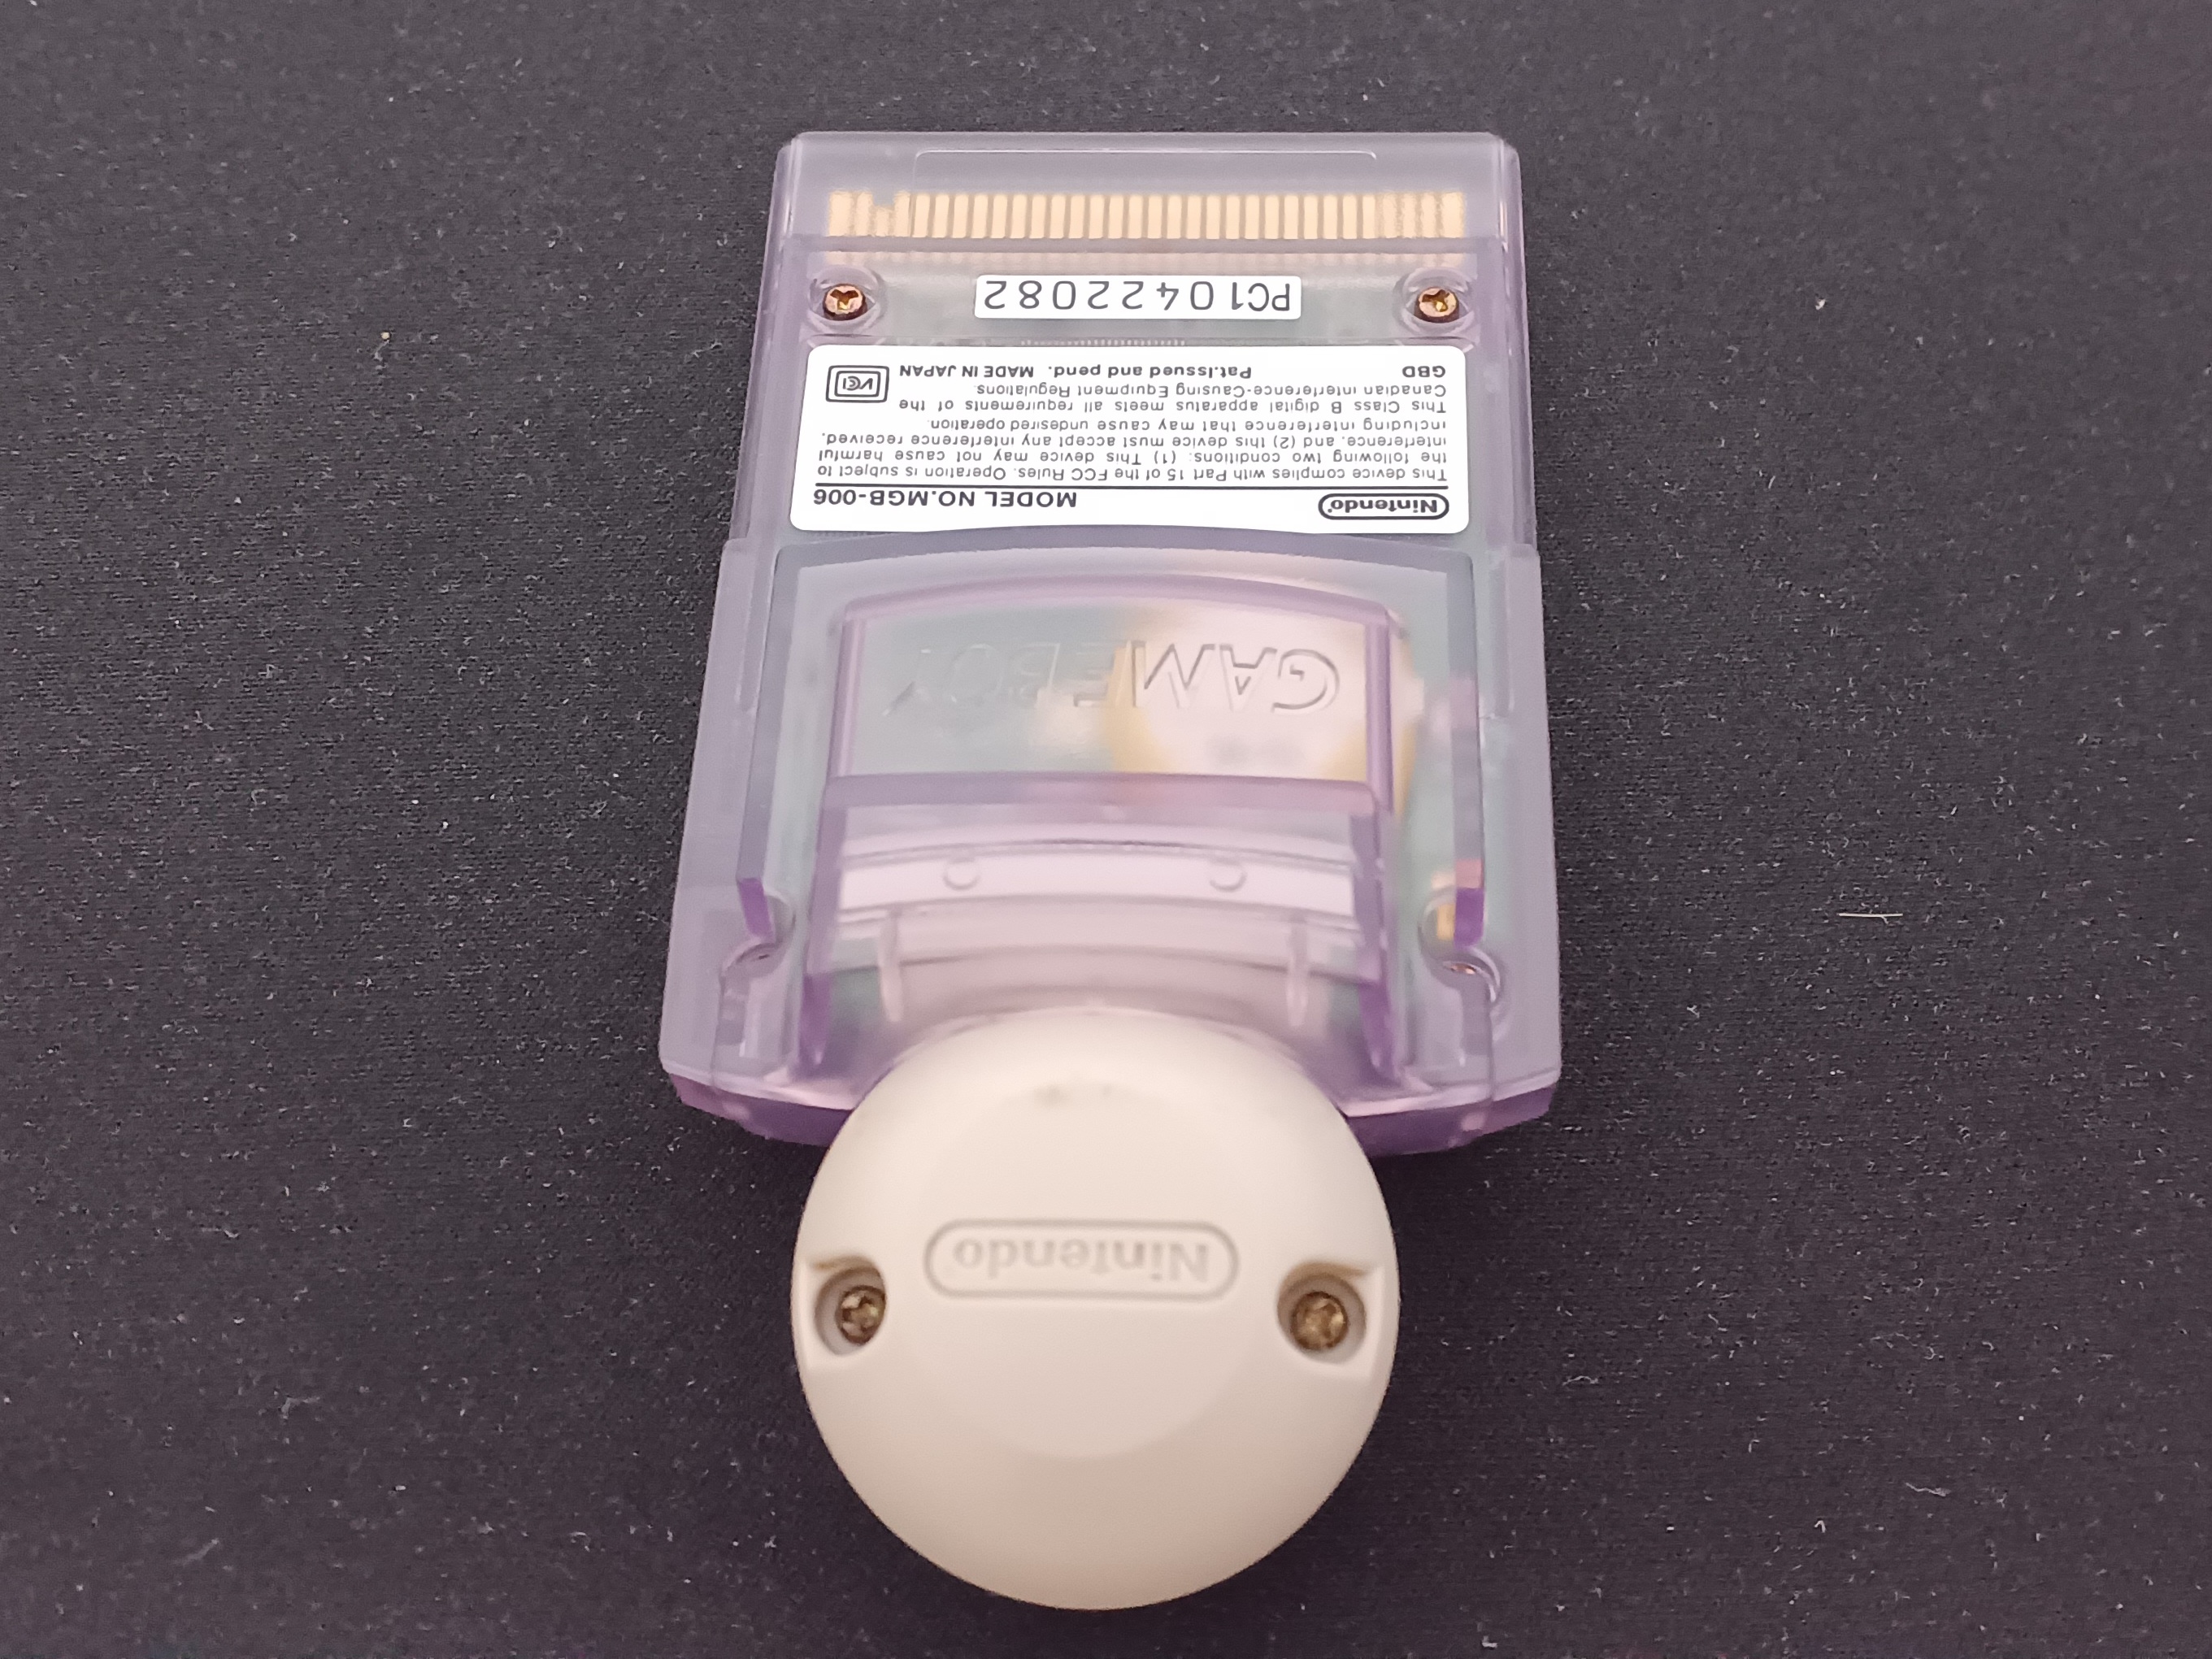 Nintendo
GAME BOY
Nintendo MODEL NO.MGB-006
This device complies with Part 15 of the FCC Rules. Operation is subject to
the following two conditions: (1) This device may not cause harmful
interference, and (2) this device must accept any interference received,
including interference that may cause undesired operation.
This Class B digital apparatus meets all requirements of the
Canadian Interference-Causing Equipment Regulations.
GBD Pat.Issued and pend. MADE IN JAPAN VCI
PC10422082